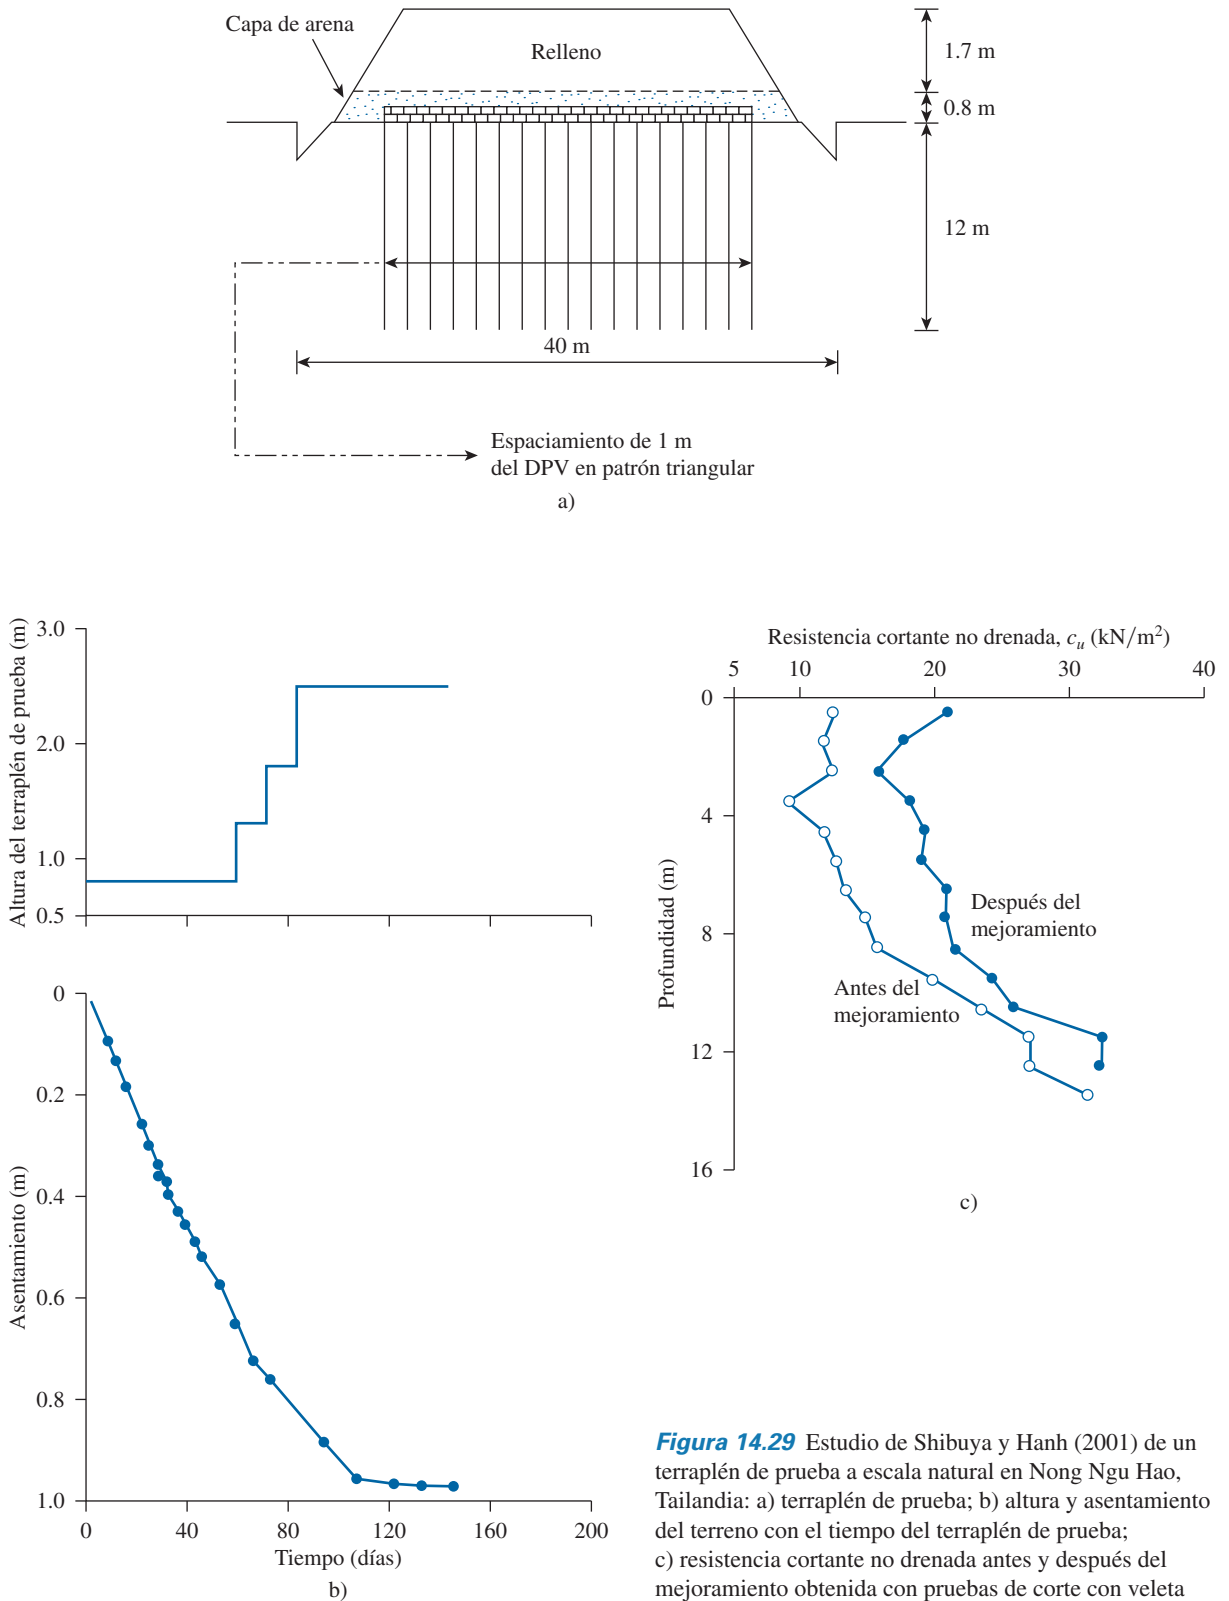 Capa de arena
Relleno
1.7 m
0.8 m
12 m
40 m
Espaciamiento de 1 m
del DPV en patrón triangular
a)
Altura del terraplén de prueba (m)
3.0
2.0
1.0
0.5
0
40
80
120
160
200
Asentamiento (m)
0
0.2
0.4
0.6
0.8
1.0
0
40
80
120
160
200
Tiempo (días)
b)
Resistencia cortante no drenada, cu (kN/m²)
5
10
20
30
40
Profundidad (m)
0
4
8
12
16
Después del
mejoramiento
Antes del
mejoramiento
c)
Figura 14.29 Estudio de Shibuya y Hanh (2001) de un
terraplén de prueba a escala natural en Nong Ngu Hao,
Tailandia: a) terraplén de prueba; b) altura y asentamiento
del terreno con el tiempo del terraplén de prueba;
c) resistencia cortante no drenada antes y después del
mejoramiento obtenida con pruebas de corte con veleta